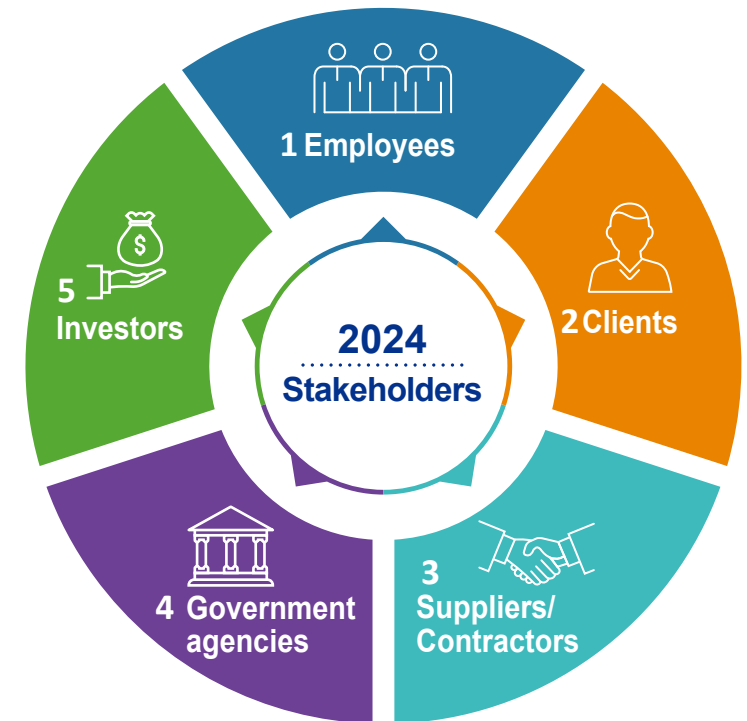 1 Employees
2 Clients
3
Suppliers/
Contractors
4 Government
agencies
5
Investors
2024
Stakeholders
$